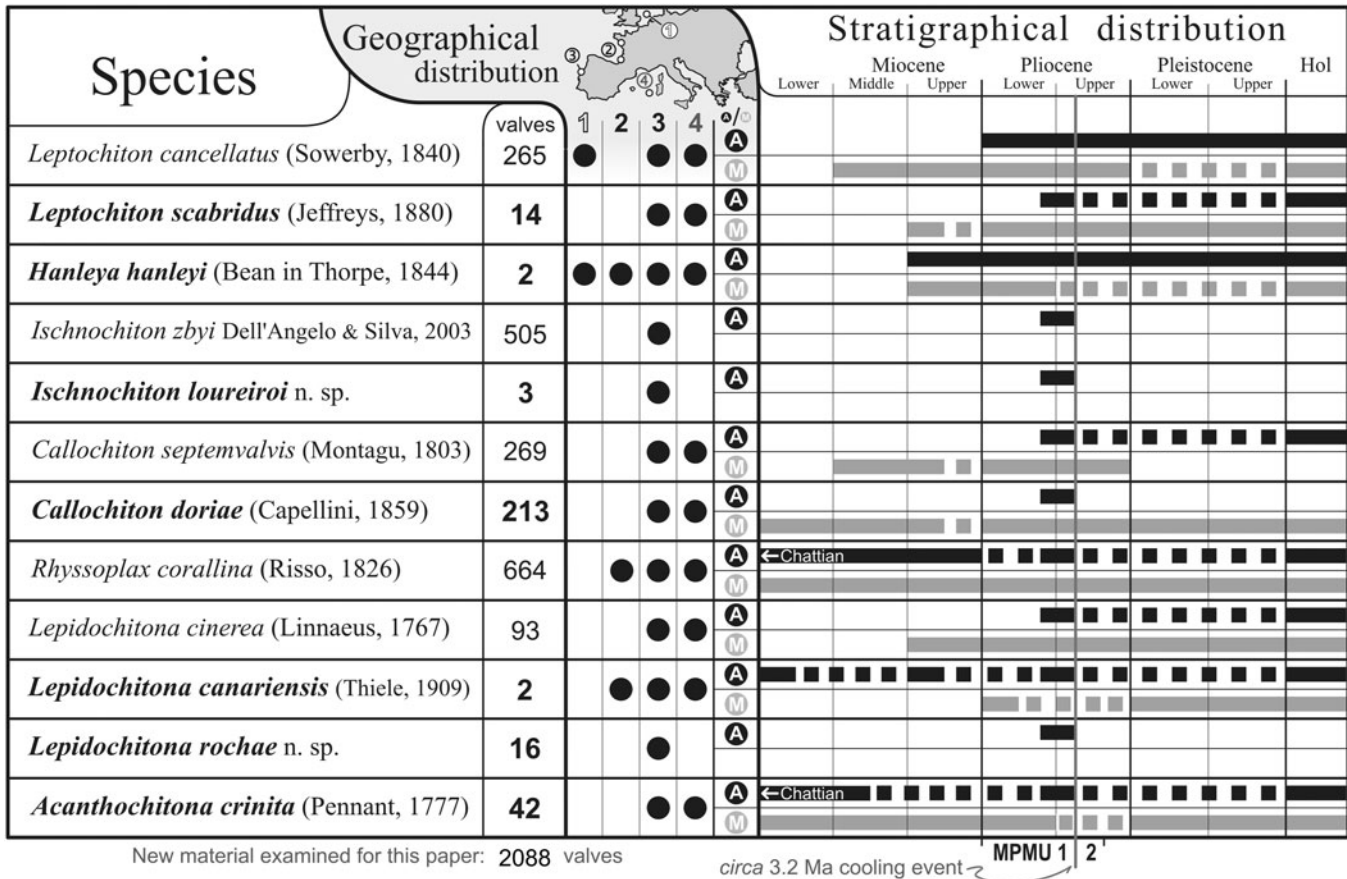 Species
Geographical
distribution
① ② ③ ④
Stratigraphical distribution
Miocene Pliocene Pleistocene Hol
Lower Middle Upper Lower Upper Lower Upper
valves 1 2 3 4 A/M
Leptochiton cancellatus (Sowerby, 1840) 265 A
M
Leptochiton scabridus (Jeffreys, 1880) 14 A
M
Hanleya hanleyi (Bean in Thorpe, 1844) 2 A
M
Ischnochiton zbyi Dell'Angelo & Silva, 2003 505 A
Ischnochiton loureiroi n. sp. 3 A
Callochiton septemvalvis (Montagu, 1803) 269 A
M
Callochiton doriae (Capellini, 1859) 213 A
M
Rhyssoplax corallina (Risso, 1826) 664 A ←Chattian
M
Lepidochitona cinerea (Linnaeus, 1767) 93 A
M
Lepidochitona canariensis (Thiele, 1909) 2 A
M
Lepidochitona rochae n. sp. 16 A
Acanthochitona crinita (Pennant, 1777) 42 A ←Chattian
M
MPMU 1 2
New material examined for this paper: 2088 valves
circa 3.2 Ma cooling event